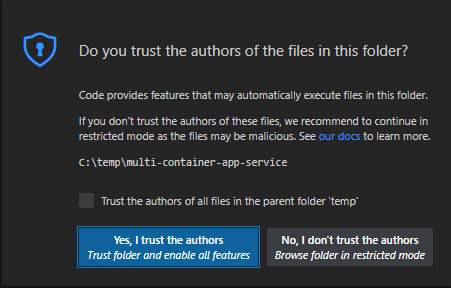 Do you trust the authors of the files in this folder?
Code provides features that may automatically execute files in this folder.
If you don't trust the authors of these files, we recommend to continue in
restricted mode as the files may be malicious. See our docs to learn more.
C:\temp\multi-container-app-service
Trust the authors of all files in the parent folder 'temp'
Yes, I trust the authors
Trust folder and enable all features
No, I don't trust the authors
Browse folder in restricted mode